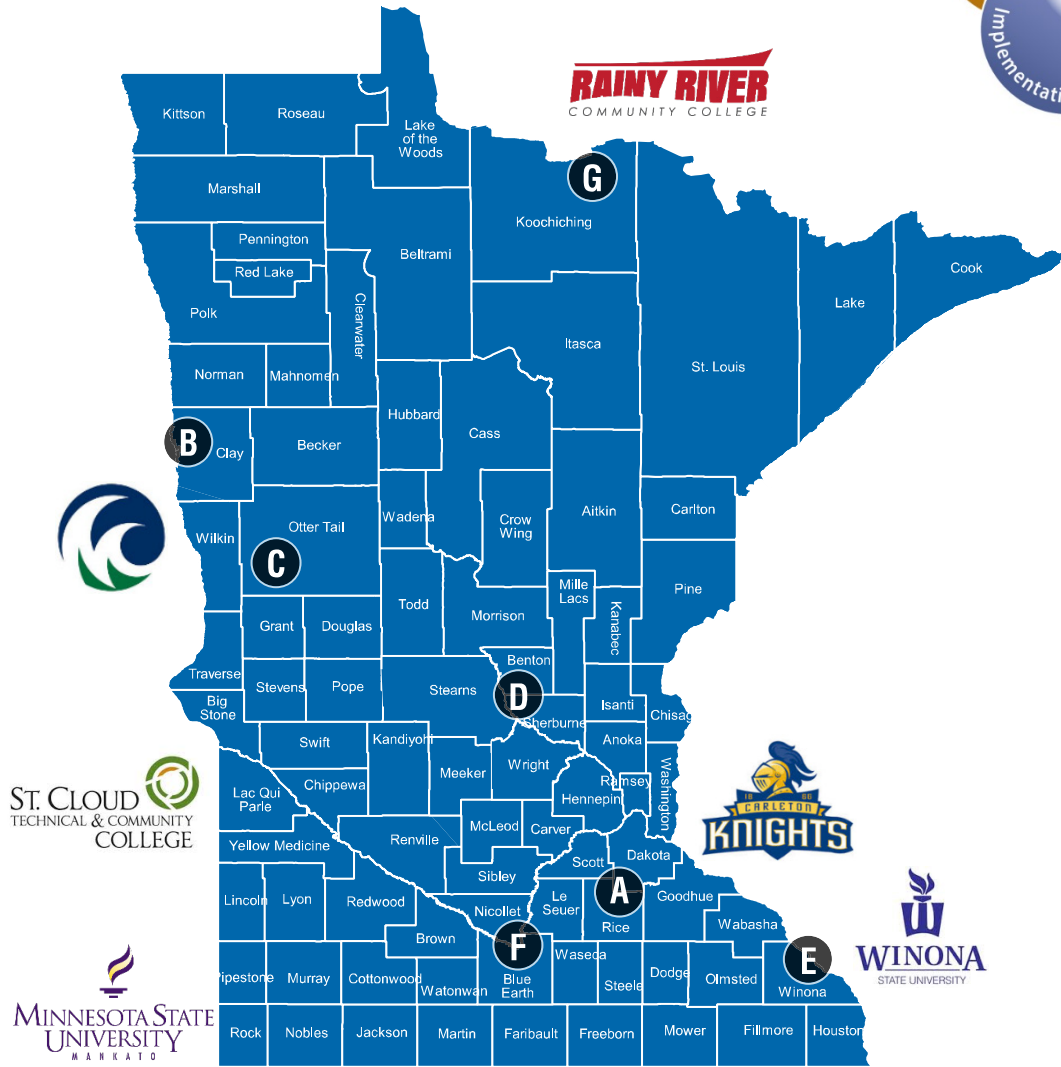 Implementati
RAINY RIVER
COMMUNITY COLLEGE
Kittson
Roseau
Lake
of the
Woods
Marshall
G
Koochiching
Pennington
Beltrami
Red Lake
Clearwater
Polk
Cook
Lake
Itasca
St. Louis
Norman
Mahnomen
Hubbard
Cass
B
Clay
Becker
Otter Tail
Wadena
Crow
Wing
Aitkin
Carlton
Wilkin
C
Mille
Lacs
Pine
Todd
Morrison
Kanabec
Grant
Douglas
Benton
Traverse
Stevens
Pope
Stearns
D
Isanti
Big
Stone
Sherburne
Chisag
Swift
Kandiyohi
Anoka
Wright
Meeker
Washington
Chippewa
Ramsey
Lac Qui
Parle
Hennepin
ST. CLOUD
TECHNICAL & COMMUNITY
COLLEGE
18 66
CARLETON
KNIGHTS
Renville
McLeod
Carver
Yellow Medicine
Scott
Dakota
Sibley
Lincoln
Lyon
Redwood
Nicollet
Le
Seuer
A
Rice
Goodhue
Wabasha
Brown
F
Blue
Earth
Waseca
E
Winona
WINONA
STATE UNIVERSITY
Pipestone
Murray
Cottonwood
Watonwan
Steele
Dodge
Olmsted
MINNESOTA STATE
UNIVERSITY
MANKATO
Rock
Nobles
Jackson
Martin
Faribault
Freeborn
Mower
Fillmore
Houston